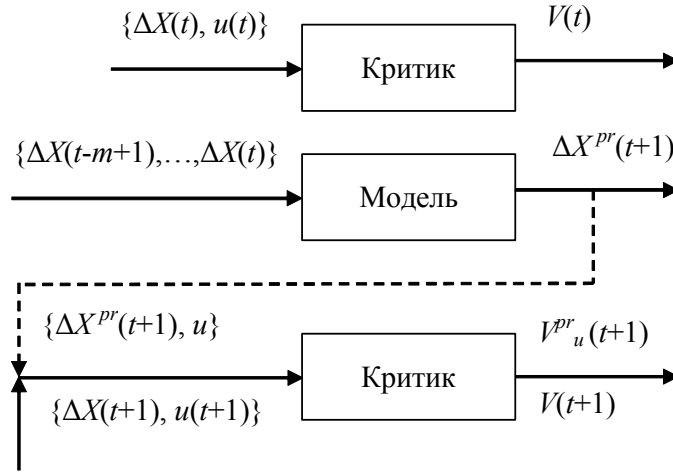 {ΔX(t), u(t)}
V(t)
Критик
{ΔX(t-m+1),…,ΔX(t)}
ΔX^pr(t+1)
Модель
{ΔX^pr(t+1), u}
V^pr_u(t+1)
Критик
{ΔX(t+1), u(t+1)}
V(t+1)